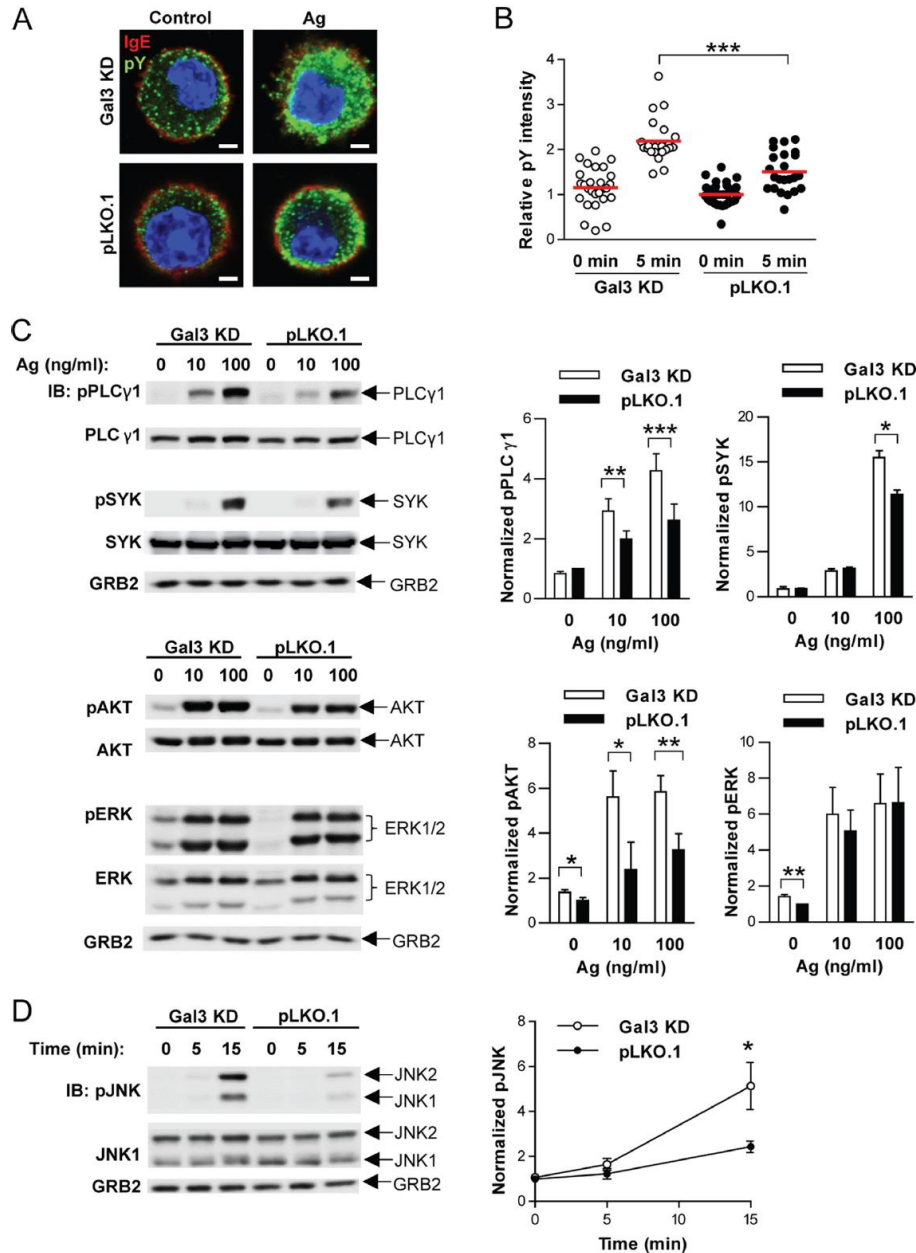 A
Control Ag
IgE
pY
Gal3 KD
pLKO.1
B
***
Relative pY intensity
4
3
2
1
0
0 min 5 min 0 min 5 min
Gal3 KD pLKO.1
C
Gal3 KD pLKO.1
Ag (ng/ml): 0 10 100 0 10 100
IB: pPLCγ1 PLCγ1
PLC γ1 PLCγ1
pSYK SYK
SYK SYK
GRB2 GRB2
Gal3 KD pLKO.1
0 10 100 0 10 100
pAKT AKT
AKT AKT
pERK ERK1/2
ERK ERK1/2
GRB2 GRB2
Gal3 KD
pLKO.1
Normalized pPLC γ1
6
4
2
0
** ***
0 10 100
Ag (ng/ml)
Gal3 KD
pLKO.1
Normalized pSYK
20
15
10
5
0
*
0 10 100
Ag (ng/ml)
Gal3 KD
pLKO.1
Normalized pAKT
8
6
4
2
0
* * **
0 10 100
Ag (ng/ml)
Gal3 KD
pLKO.1
Normalized pERK
10
8
6
4
2
0
**
0 10 100
Ag (ng/ml)
D
Gal3 KD pLKO.1
Time (min): 0 5 15 0 5 15
IB: pJNK JNK2
JNK1
JNK1 JNK2
JNK1
GRB2 GRB2
Gal3 KD
pLKO.1
Normalized pJNK
8
6
4
2
0
*
0 5 10 15
Time (min)